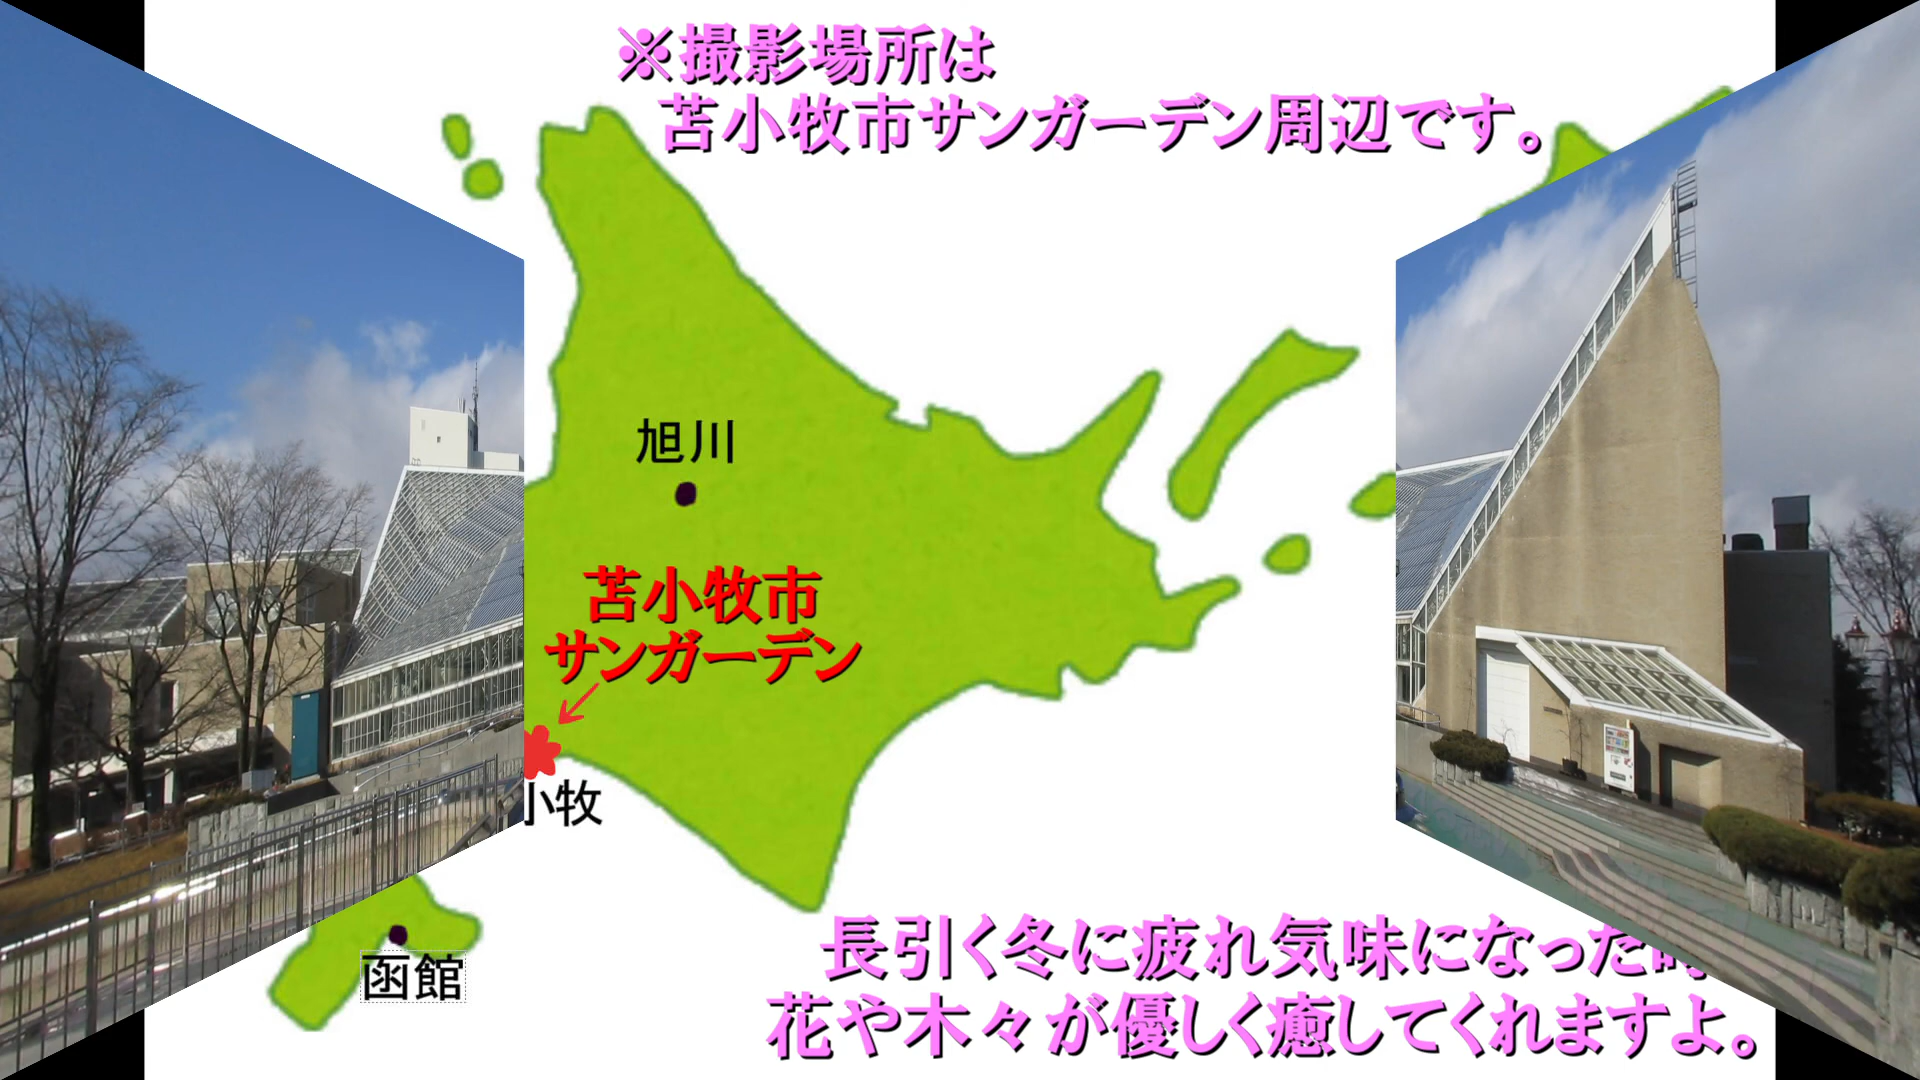 ※撮影場所は
苫小牧市サンガーデン周辺です。
旭川
苫小牧市
サンガーデン
小牧
函館
長引く冬に疲れ気味になった時
花や木々が優しく癒してくれますよ。